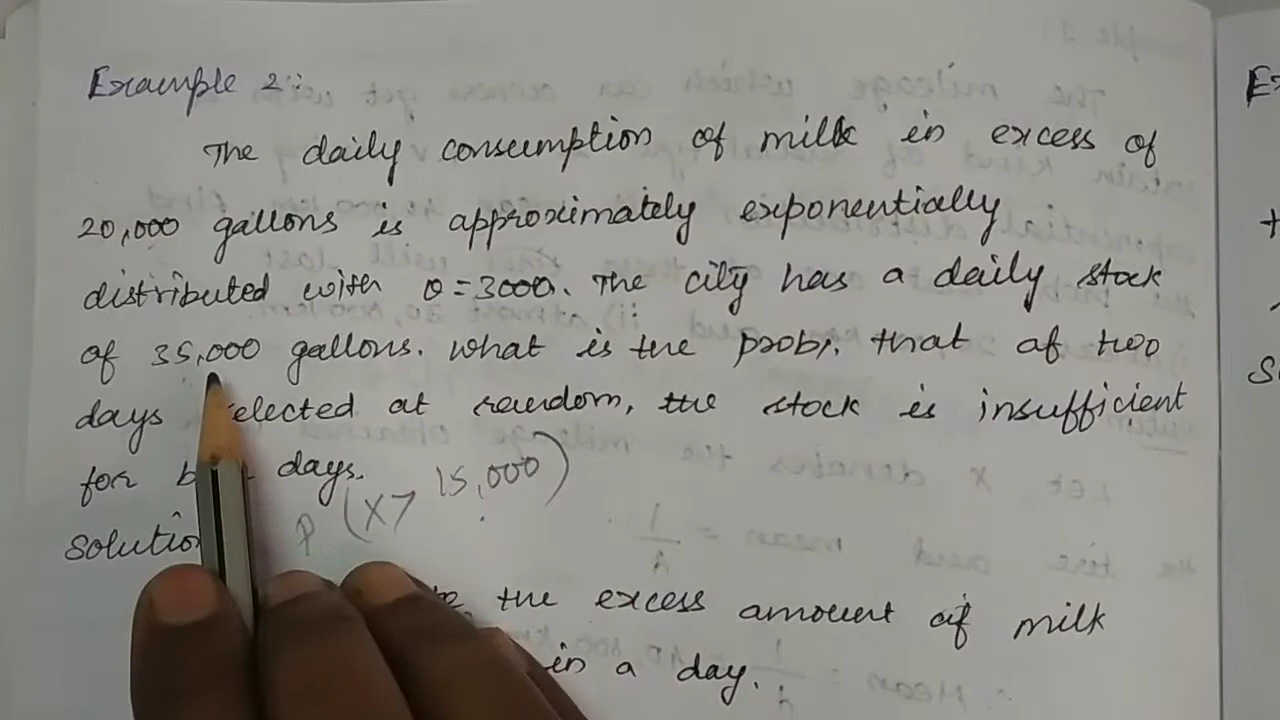 Example 2:
The daily consumption of milk in excess of
20,000 gallons is approximately exponentially
distributed with θ=3000. The city has a daily stock
of 35,000 gallons. What is the prob. that of two
days elected at random, the stock is insufficient
for days.
P (X> 15,000)
solution
the excess amount of milk
in a day.